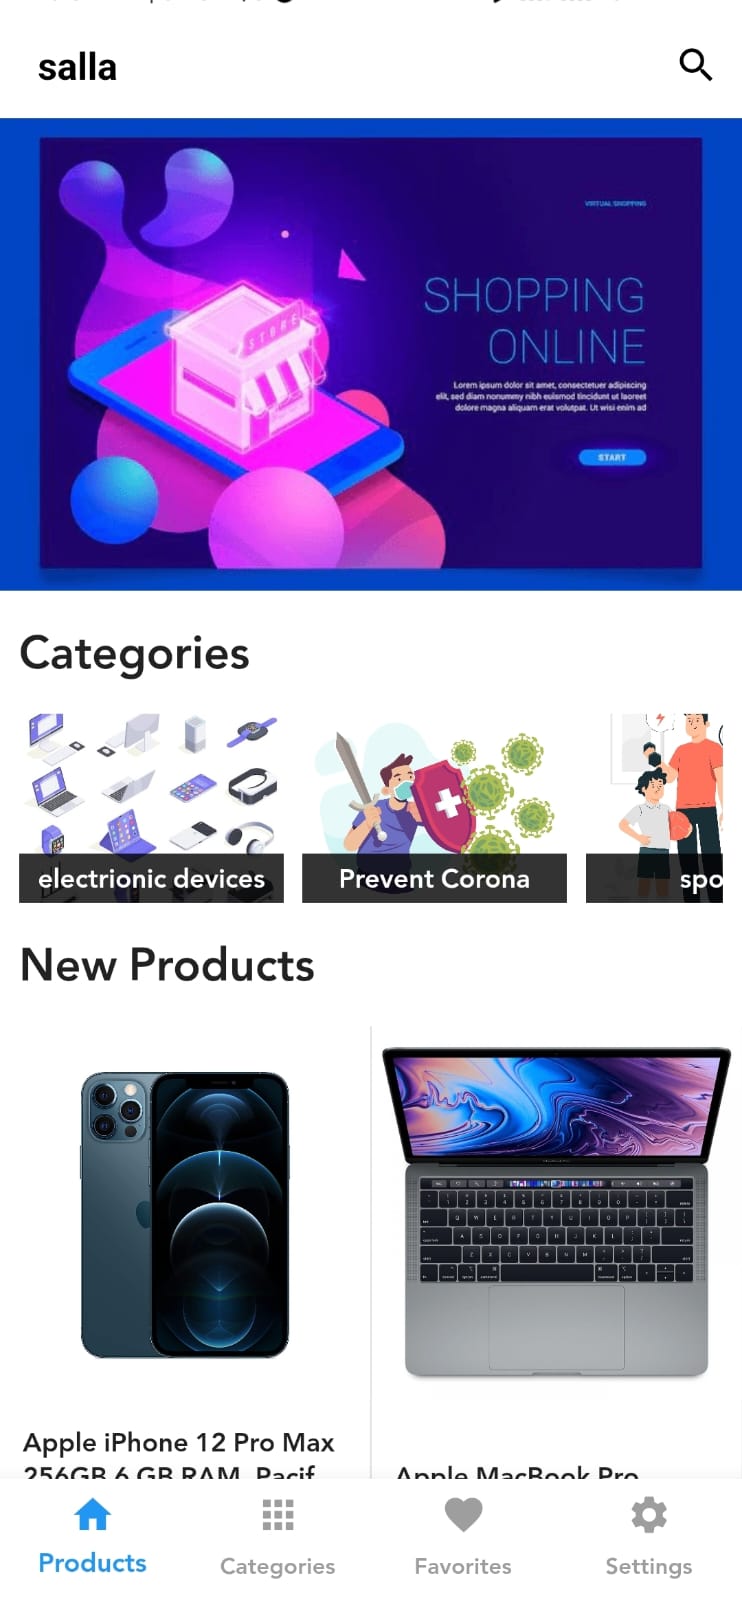 salla
VIRTUAL SHOPPING
SHOPPING
ONLINE
Lorem ipsum dolor sit amet, consectetuer adipiscing
elit, sed diam nonummy nibh euismod tincidunt ut laoreet
dolore magna aliquam erat volutpat. Ut wisi enim ad
START
STORE
Categories
electrionic devices
Prevent Corona
spo
New Products
Apple iPhone 12 Pro Max
256GB 6 GB RAM, Pacif
Apple MacBook Pro
Products
Categories
Favorites
Settings